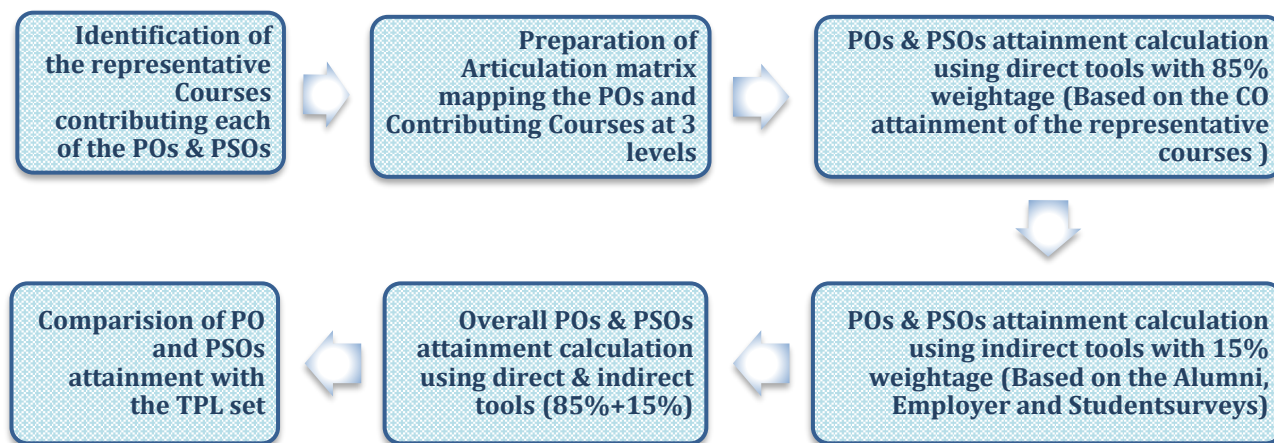 Identification of
the representative
Courses
contributing each
of the POs & PSOs
Preparation of
Articulation matrix
mapping the POs and
Contributing Courses at 3
levels
POs & PSOs attainment calculation
using direct tools with 85%
weightage (Based on the CO
attainment of the representative
courses )
POs & PSOs attainment calculation
using indirect tools with 15%
weightage (Based on the Alumni,
Employer and Studentsurveys)
Overall POs & PSOs
attainment calculation
using direct & indirect
tools (85%+15%)
Comparision of PO
and PSOs
attainment with
the TPL set